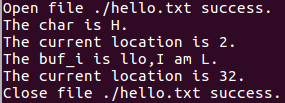 Open file ./hello.txt success.
The char is H.
The current location is 2.
The buf_i is llo,I am L.
The current location is 32.
Close file ./hello.txt success.